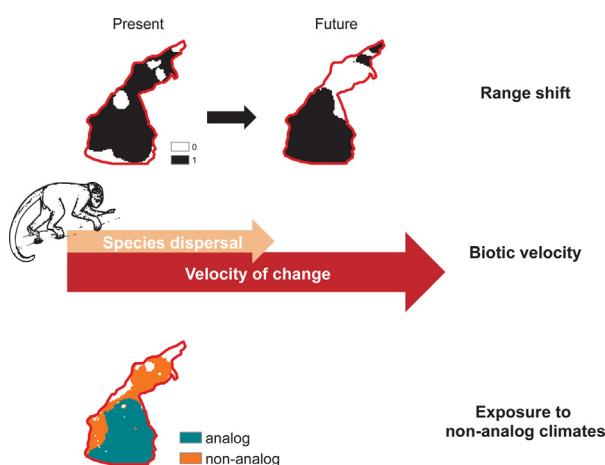 Present
Future
Range shift
0
1
Species dispersal
Velocity of change
Biotic velocity
analog
non-analog
Exposure to
non-analog climates